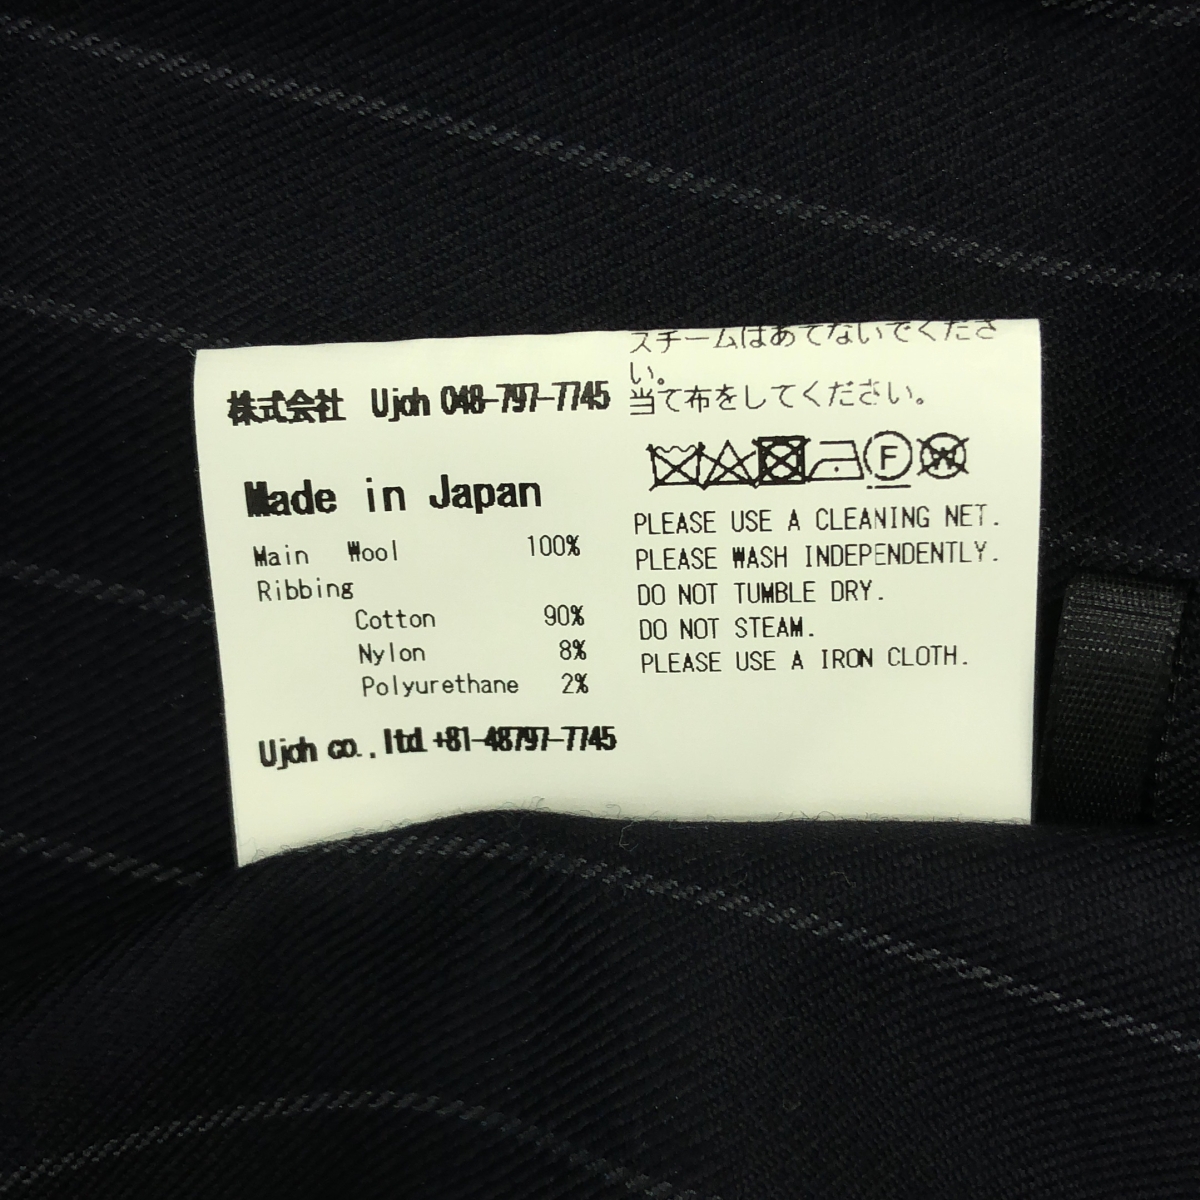 株式会社 Ujoh 048-797-7745
Made in Japan
Main Wool 100%
Ribbing
Cotton 90%
Nylon 8%
Polyurethane 2%
Ujoh co.,ltd +81-48797-7745
スチームはあてないでくださ
い。
当て布をしてください。
F
W
PLEASE USE A CLEANING NET.
PLEASE WASH INDEPENDENTLY.
DO NOT TUMBLE DRY.
DO NOT STEAM.
PLEASE USE A IRON CLOTH.